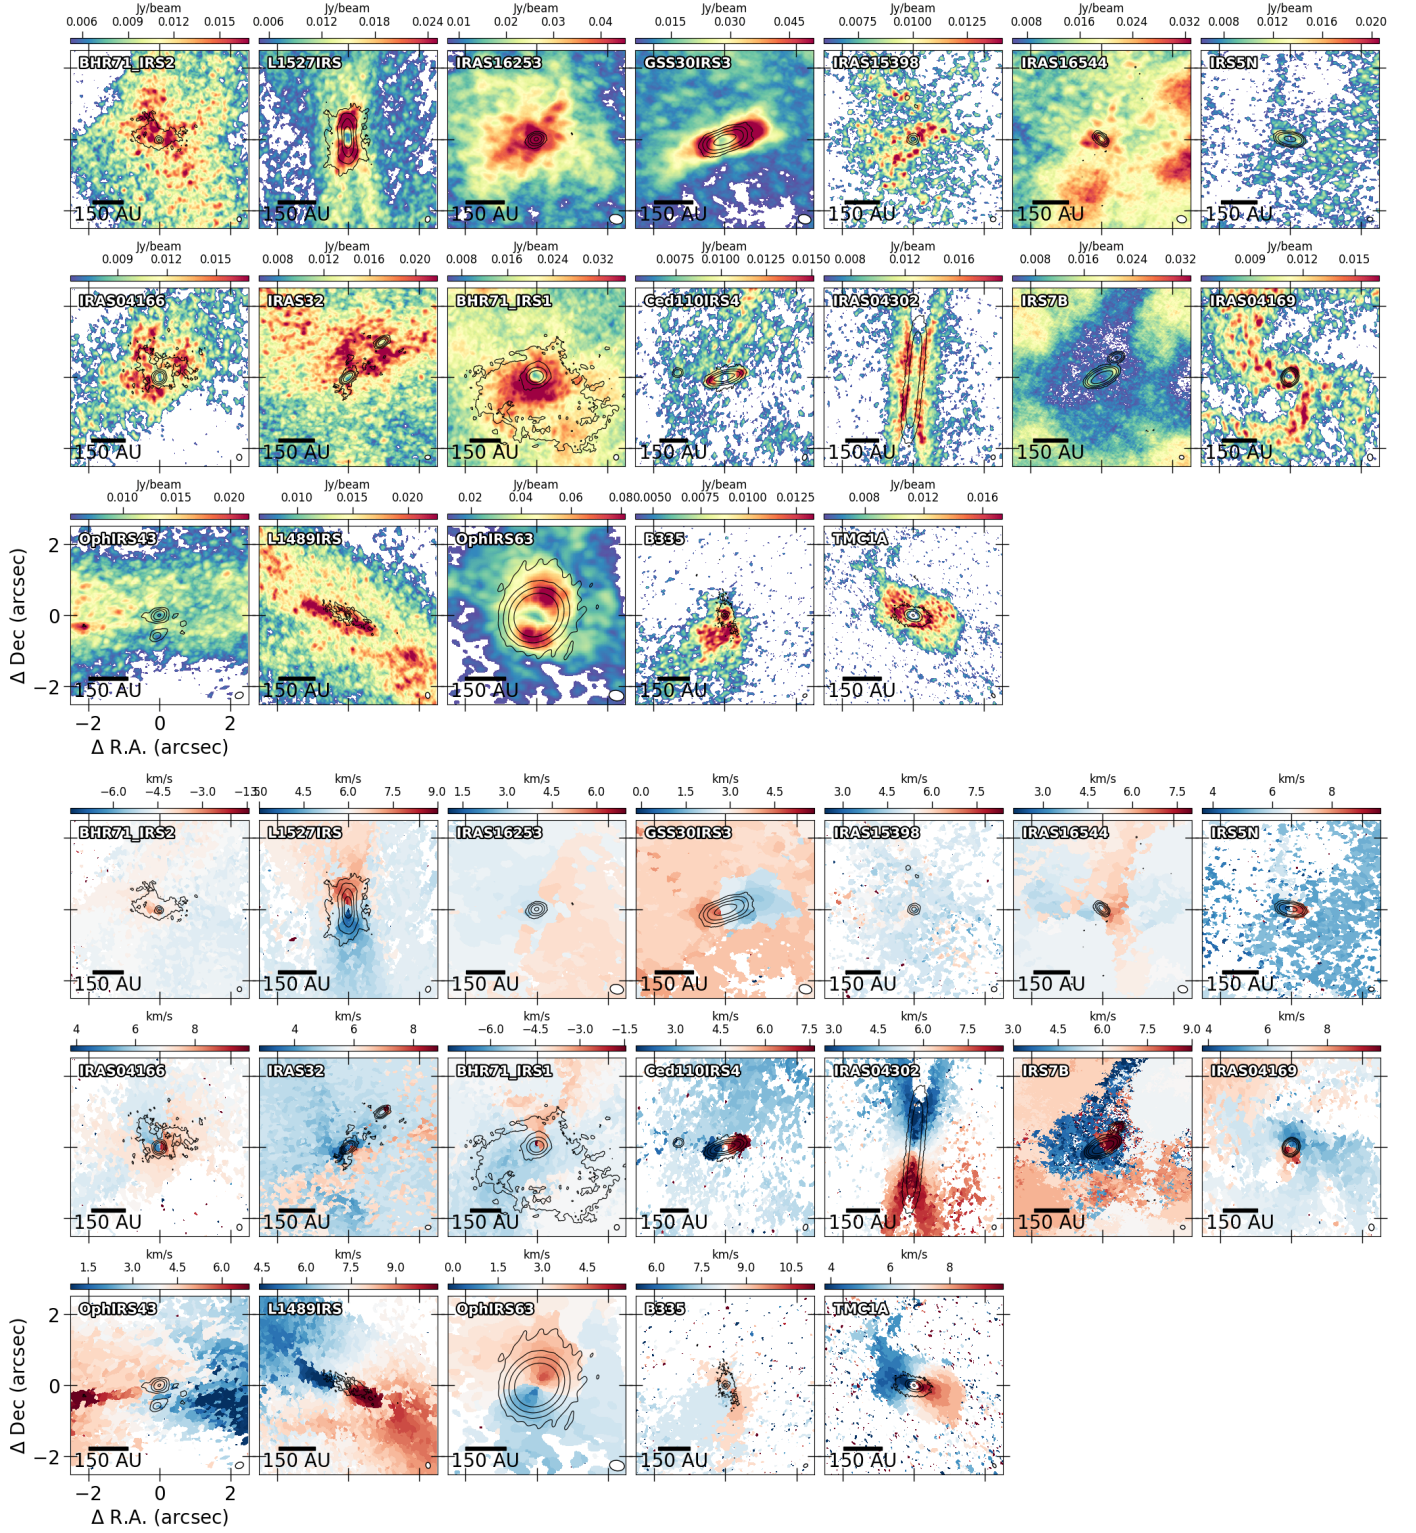 Jy/beam Jy/beam Jy/beam Jy/beam Jy/beam Jy/beam Jy/beam
0.006 0.009 0.012 0.015 0.006 0.012 0.018 0.024 0.01 0.02 0.03 0.04 0.015 0.030 0.045 0.0075 0.0100 0.0125 0.008 0.016 0.024 0.032 0.008 0.012 0.016 0.020
BHR71_IRS2 L1527IRS IRAS16253 GSS30IRS3 IRAS15398 IRAS16544 IRS5N
150 AU 150 AU 150 AU 150 AU 150 AU 150 AU 150 AU
Jy/beam Jy/beam Jy/beam Jy/beam Jy/beam Jy/beam Jy/beam
0.009 0.012 0.015 0.008 0.012 0.016 0.020 0.008 0.016 0.024 0.032 0.0075 0.0100 0.0125 0.0150 0.008 0.012 0.016 0.008 0.016 0.024 0.032 0.009 0.012 0.015
IRAS04166 IRAS32 BHR71_IRS1 Ced110IRS4 IRAS04302 IRS7B IRAS04169
150 AU 150 AU 150 AU 150 AU 150 AU 150 AU 150 AU
Jy/beam Jy/beam Jy/beam Jy/beam Jy/beam
0.010 0.015 0.020 0.010 0.015 0.020 0.02 0.04 0.06 0.08 0.0050 0.0075 0.0100 0.0125 0.008 0.012 0.016
OphIRS43 L1489IRS OphIRS63 B335 TMC1A
2
0
−2
Δ Dec (arcsec)
150 AU 150 AU 150 AU 150 AU 150 AU
−2 0 2
Δ R.A. (arcsec)
km/s km/s km/s km/s km/s km/s km/s
−6.0 −4.5 −3.0 −1.5 3.0 4.5 6.0 7.5 9.0 1.5 3.0 4.5 6.0 0.0 1.5 3.0 4.5 3.0 4.5 6.0 7.5 3.0 4.5 6.0 7.5 4 6 8
BHR71_IRS2 L1527IRS IRAS16253 GSS30IRS3 IRAS15398 IRAS16544 IRS5N
150 AU 150 AU 150 AU 150 AU 150 AU 150 AU 150 AU
km/s km/s km/s km/s km/s km/s km/s
4 6 8 4 6 8 −6.0 −4.5 −3.0 −1.5 3.0 4.5 6.0 7.5 3.0 4.5 6.0 7.5 3.0 4.5 6.0 7.5 9.0 4 6 8
IRAS04166 IRAS32 BHR71_IRS1 Ced110IRS4 IRAS04302 IRS7B IRAS04169
150 AU 150 AU 150 AU 150 AU 150 AU 150 AU 150 AU
km/s km/s km/s km/s km/s
1.5 3.0 4.5 6.0 4.5 6.0 7.5 9.0 0.0 1.5 3.0 4.5 6.0 7.5 9.0 10.5 4 6 8
OphIRS43 L1489IRS OphIRS63 B335 TMC1A
2
0
−2
Δ Dec (arcsec)
150 AU 150 AU 150 AU 150 AU 150 AU
−2 0 2
Δ R.A. (arcsec)